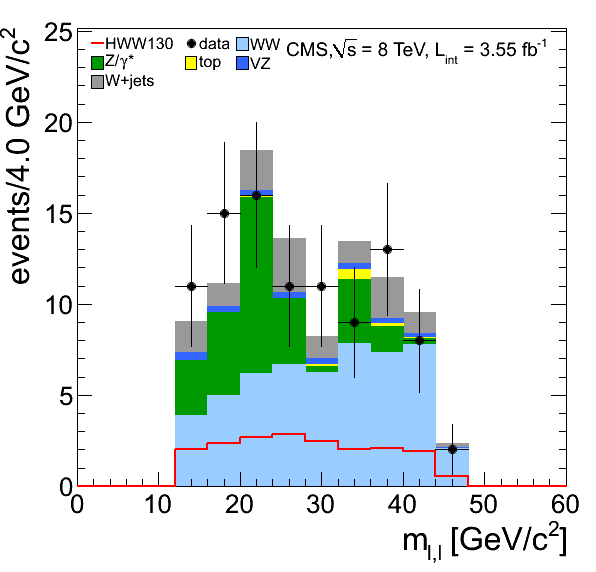 HWW130 data WW
Z/γ* top VZ
W+jets
CMS,√s = 8 TeV, L_int = 3.55 fb⁻¹
events/4.0 GeV/c²
25
20
15
10
5
0
0 10 20 30 40 50 60
m_l,l [GeV/c²]